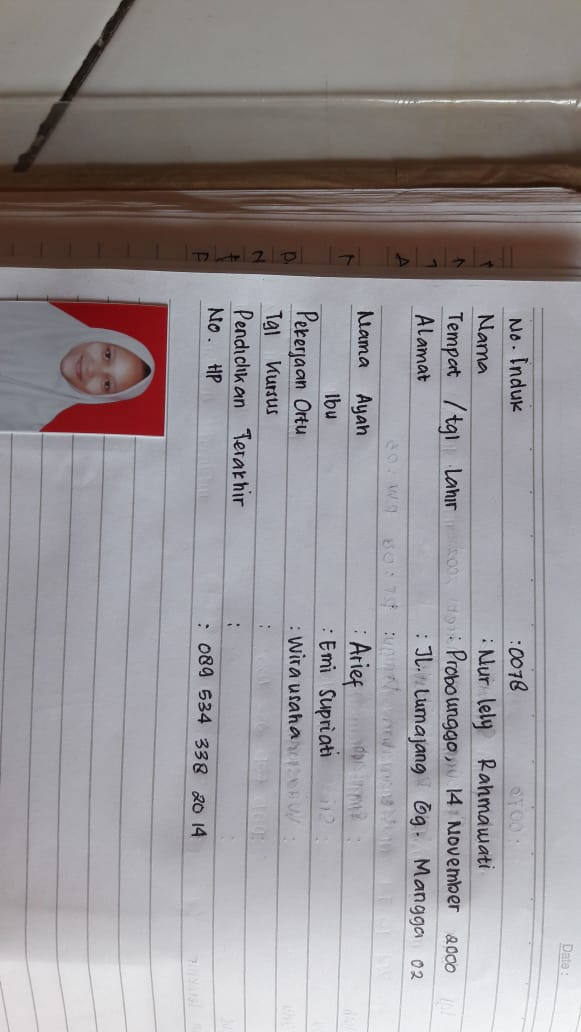 Date :
No. Induk : 0078
Nama : Nur lely Rahmawati
Tempat / tgl Lahir : Probolinggo, 14 November 2000
Alamat : JL. Lumajang Gg. Mangga 02
Nama Ayah : Arief
Ibu : Emi Supriati
Pekerjaan Ortu : Wirausaha
Tgl Kursus :
Pendidikan Terakhir :
No. HP : 089 534 338 2014